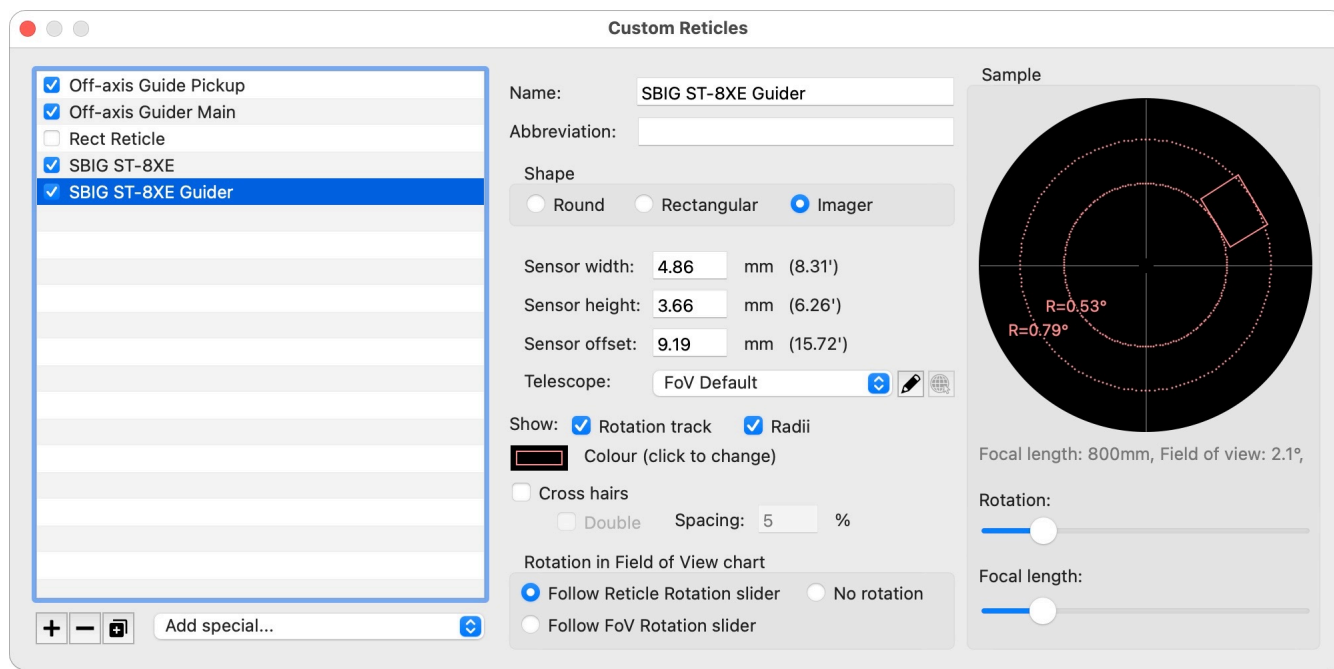 Custom Reticles
Off-axis Guide Pickup
Off-axis Guider Main
Rect Reticle
SBIG ST-8XE
SBIG ST-8XE Guider
Add special...
Name: SBIG ST-8XE Guider
Abbreviation:
Shape
Round Rectangular Imager
Sensor width: 4.86 mm (8.31')
Sensor height: 3.66 mm (6.26')
Sensor offset: 9.19 mm (15.72')
Telescope: FoV Default
Show: Rotation track Radii
Colour (click to change)
Cross hairs
Double Spacing: 5 %
Rotation in Field of View chart
Follow Reticle Rotation slider No rotation
Follow FoV Rotation slider
Sample
R=0.53°
R=0.79°
Focal length: 800mm, Field of view: 2.1°,
Rotation:
Focal length: